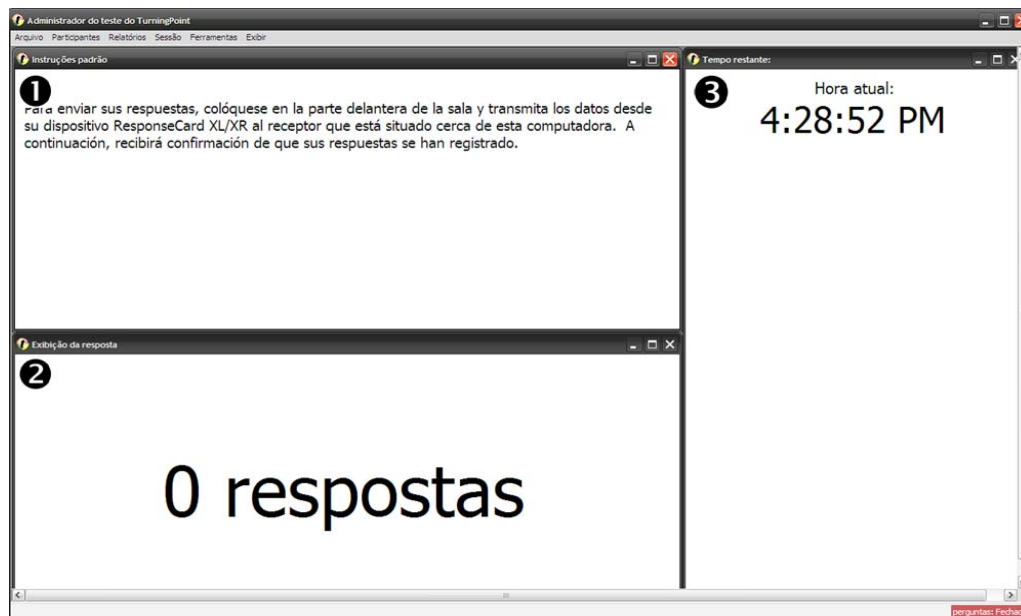 Administrador do teste do TurningPoint
Arquivo Participantes Relatórios Sessão Ferramentas Exibir
Instruções padrão
1
Para enviar sus respuestas, colóquese en la parte delantera de la sala y transmita los datos desde
su dispositivo ResponseCard XL/XR al receptor que está situado cerca de esta computadora. A
continuación, recibirá confirmación de que sus respuestas se han registrado.
Exibição da resposta
2
0 respostas
Tempo restante:
3
Hora atual:
4:28:52 PM
perguntas: Fechad